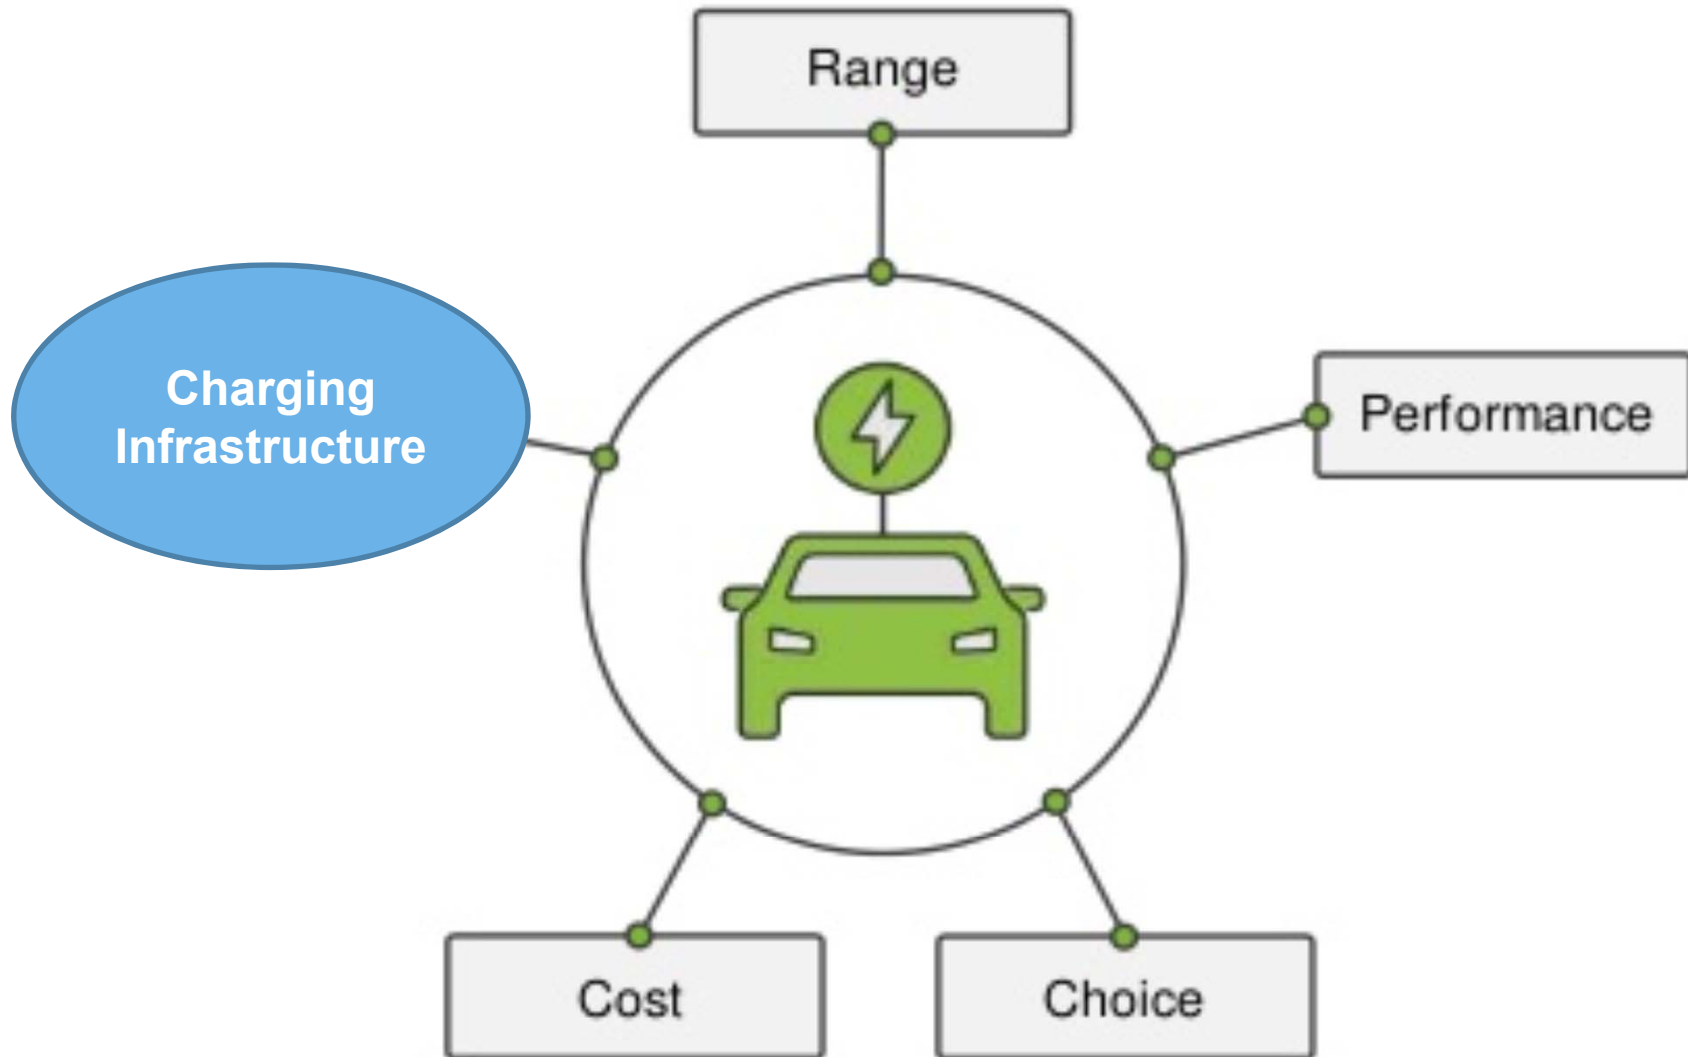 Range
Charging
Infrastructure
Performance
Cost
Choice